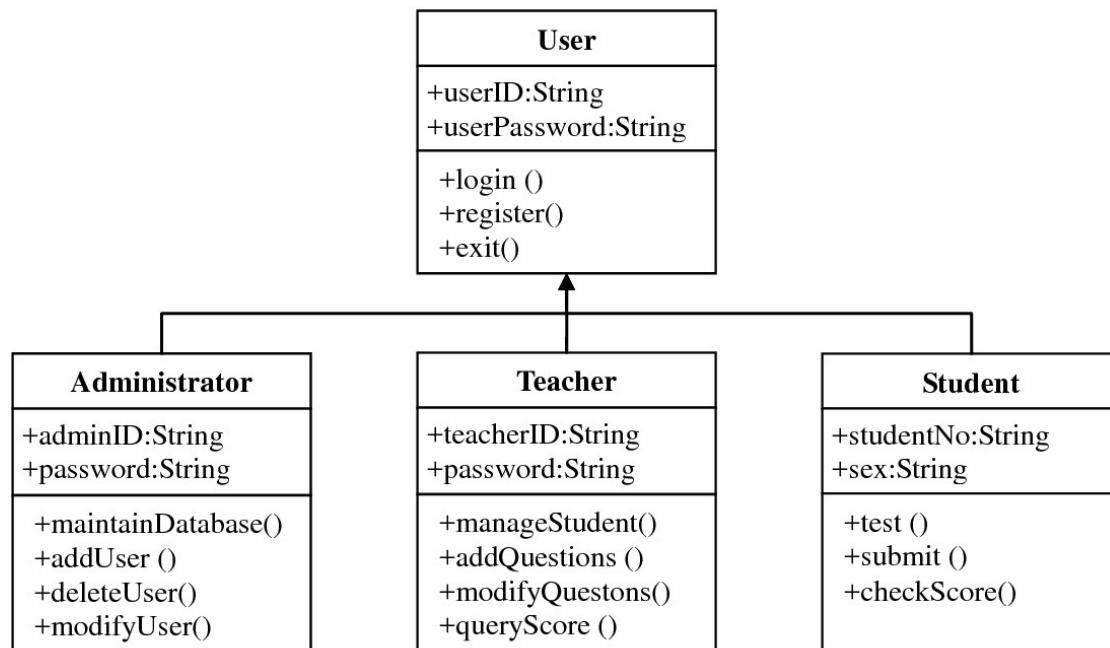 User
+userID:String
+userPassword:String
+login ()
+register()
+exit()
Administrator
+adminID:String
+password:String
+maintainDatabase()
+addUser ()
+deleteUser()
+modifyUser()
Teacher
+teacherID:String
+password:String
+manageStudent()
+addQuestions ()
+modifyQuestons()
+queryScore ()
Student
+studentNo:String
+sex:String
+test ()
+submit ()
+checkScore()